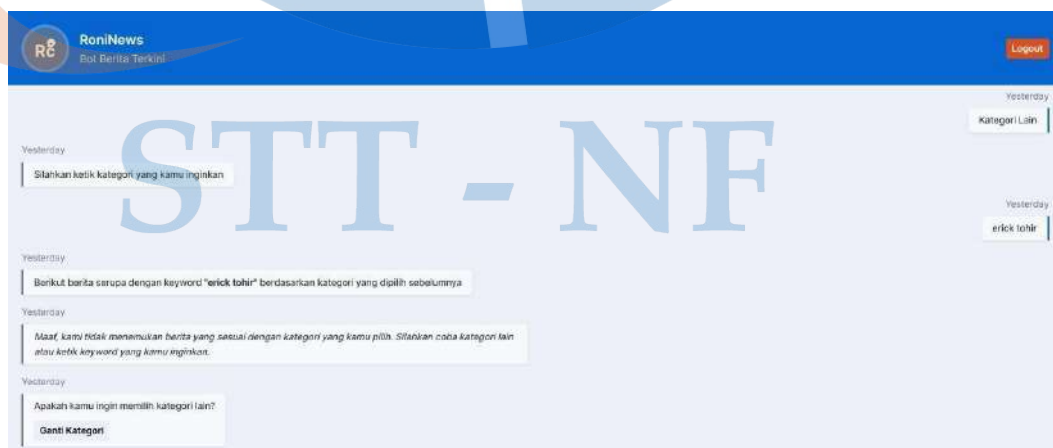 RC
RoniNews
Bot Berita Terkini
Logout
Yesterday
Kategori Lain
Yesterday
Silahkan ketik kategori yang kamu inginkan
Yesterday
erick tohir
Yesterday
Berikut berita serupa dengan keyword "erick tohir" berdasarkan kategori yang dipilih sebelumnya
Yesterday
Maaf, kami tidak menemukan berita yang sesuai dengan kategori yang kamu pilih. Silahkan coba kategori lain
atau ketik keyword yang kamu inginkan.
Yesterday
Apakah kamu ingin memilih kategori lain?
Ganti Kategori
STT - NF